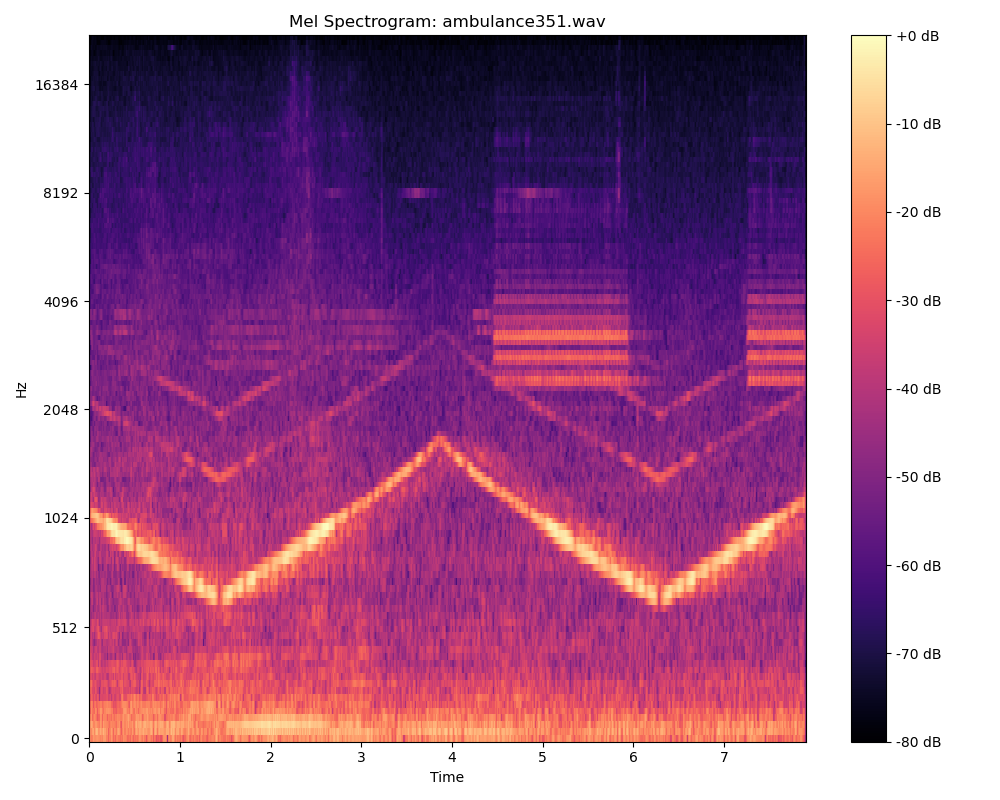 Mel Spectrogram: ambulance351.wav
+0 dB
16384
-10 dB
8192
-20 dB
4096
-30 dB
Hz
2048
-40 dB
1024
-50 dB
512
-60 dB
-70 dB
0
-80 dB
0 1 2 3 4 5 6 7
Time